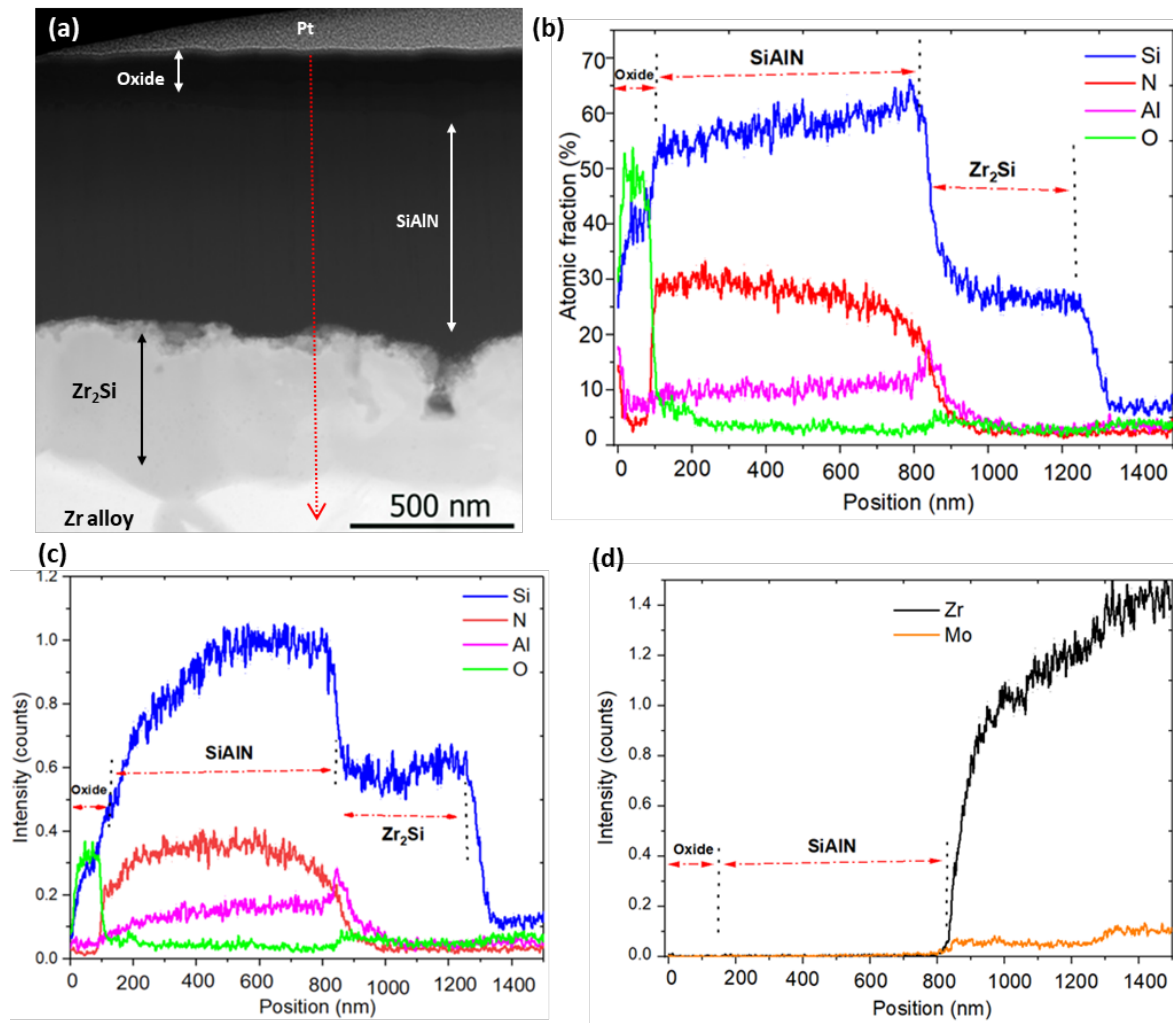 (a)
Pt
Oxide
SiAlN
Zr₂Si
500 nm
Zr alloy
(b)
70
60
50
40
30
20
10
0
Atomic fraction (%)
Oxide
SiAlN
Zr₂Si
Si
N
Al
O
0 200 400 600 800 1000 1200 1400
Position (nm)
(c)
1.2
1.0
0.8
0.6
0.4
0.2
0.0
Intensity (counts)
Oxide
SiAlN
Zr₂Si
Si
N
Al
O
0 200 400 600 800 1000 1200 1400
Position (nm)
(d)
1.4
1.2
1.0
0.8
0.6
0.4
0.2
0.0
Intensity (counts)
Zr
Mo
Oxide
SiAlN
0 200 400 600 800 1000 1200 1400
Position (nm)